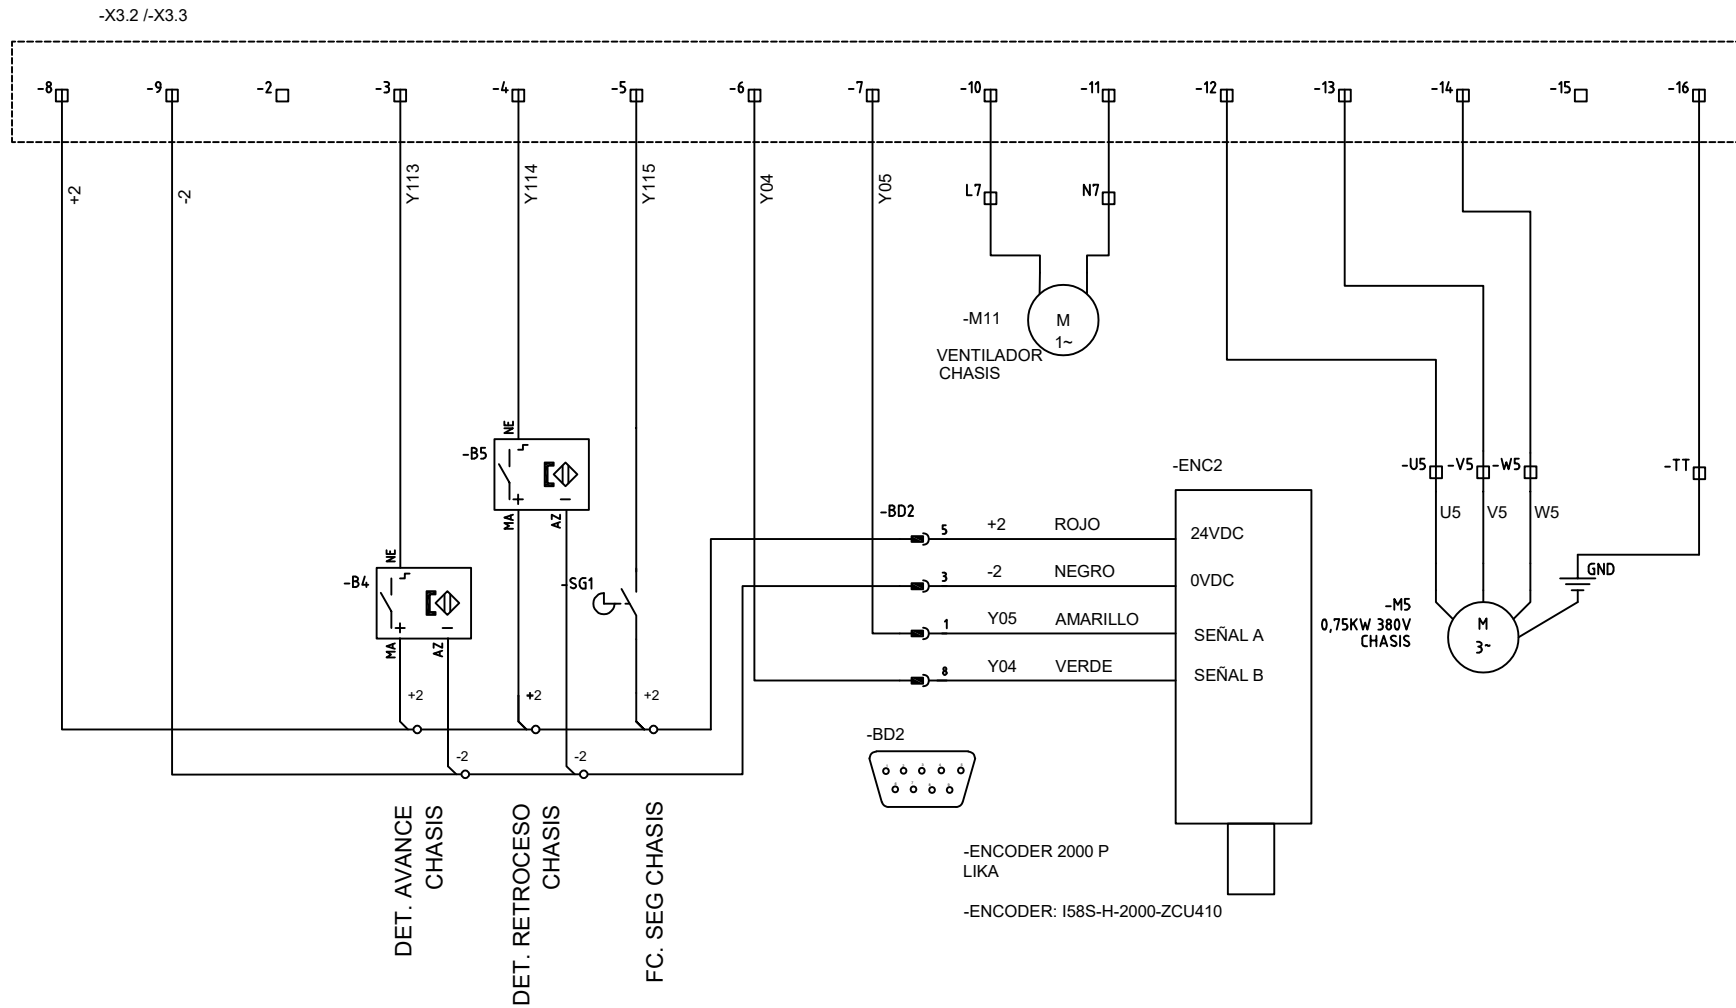 -X3.2 /-X3.3
-8
-9
-2
-3
-4
-5
-6
-7
-10
-11
-12
-13
-14
-15
-16
+2
-2
Y113
Y114
Y115
Y04
Y05
L7
N7
-M11
M
1~
VENTILADOR
CHASIS
NE
-B5
+
-
MA
AZ
NE
-B4
+
-
MA
AZ
-SG1
-BD2
5
+2
ROJO
3
-2
NEGRO
1
Y05
AMARILLO
8
Y04
VERDE
-ENC2
24VDC
0VDC
SEÑAL A
SEÑAL B
-U5
-V5
-W5
-TT
U5
V5
W5
GND
-M5
0,75KW 380V
CHASIS
M
3~
+2
+2
+2
-2
-2
-BD2
DET. AVANCE
CHASIS
DET. RETROCESO
CHASIS
FC. SEG CHASIS
-ENCODER 2000 P
LIKA
-ENCODER: I58S-H-2000-ZCU410